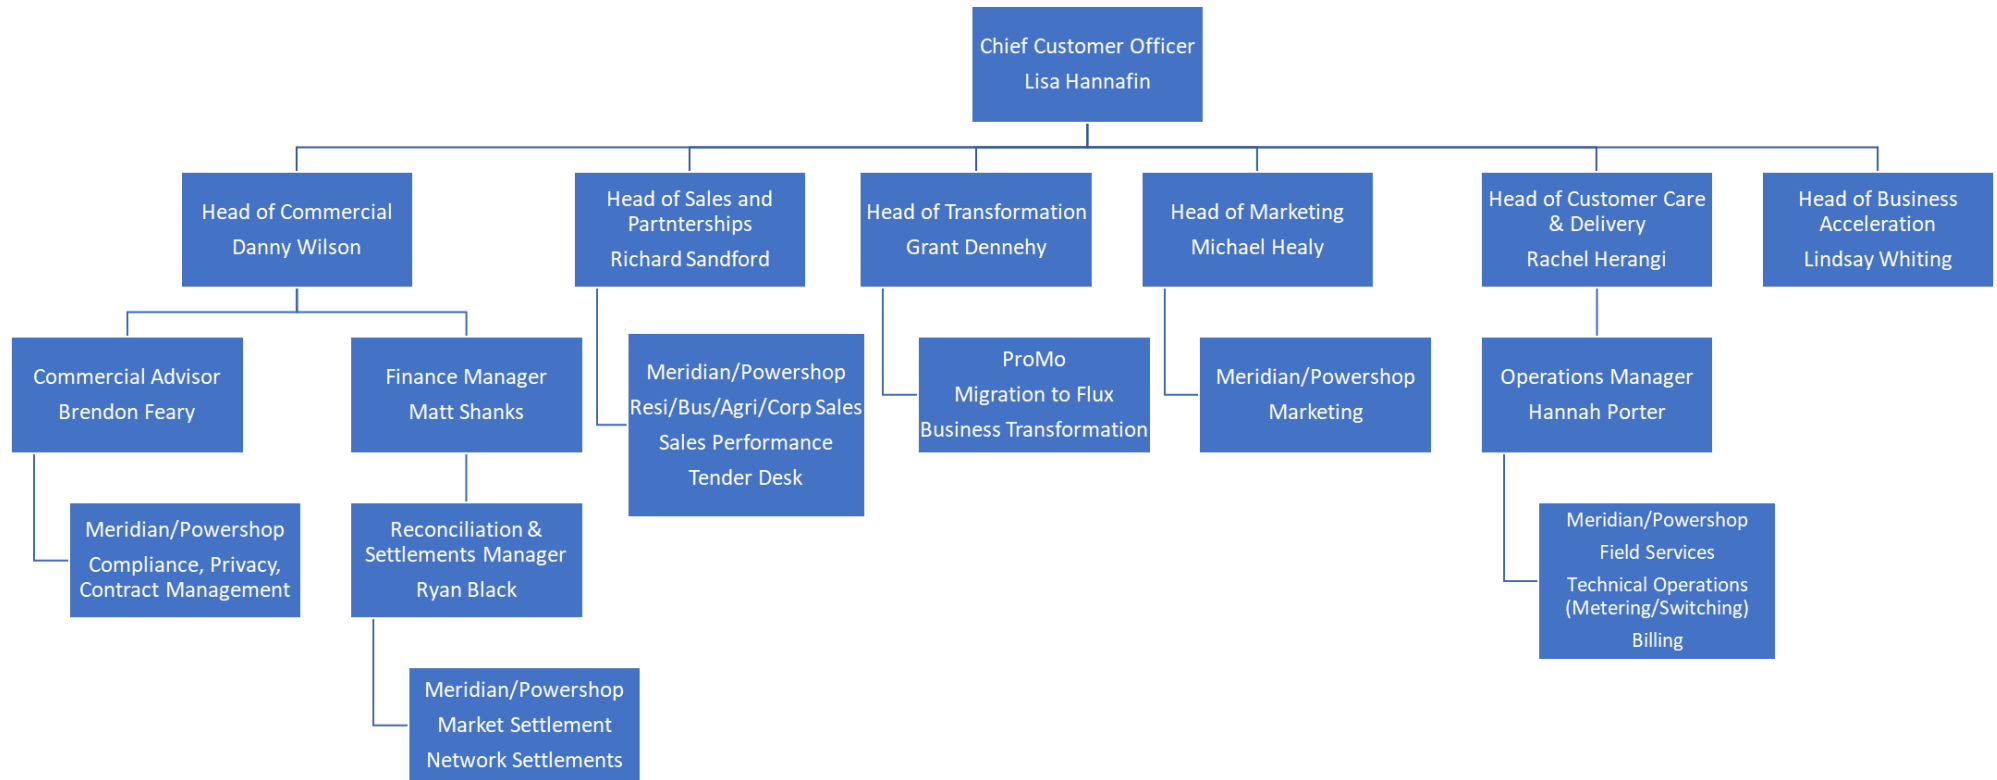 Chief Customer Officer
Lisa Hannafin
Head of Commercial
Danny Wilson
Head of Sales and
Partnterships
Richard Sandford
Head of Transformation
Grant Dennehy
Head of Marketing
Michael Healy
Head of Customer Care
& Delivery
Rachel Herangi
Head of Business
Acceleration
Lindsay Whiting
Commercial Advisor
Brendon Feary
Finance Manager
Matt Shanks
Meridian/Powershop
Resi/Bus/Agri/Corp Sales
Sales Performance
Tender Desk
ProMo
Migration to Flux
Business Transformation
Meridian/Powershop
Marketing
Operations Manager
Hannah Porter
Meridian/Powershop
Compliance, Privacy,
Contract Management
Reconciliation &
Settlements Manager
Ryan Black
Meridian/Powershop
Field Services
Technical Operations
(Metering/Switching)
Billing
Meridian/Powershop
Market Settlement
Network Settlements